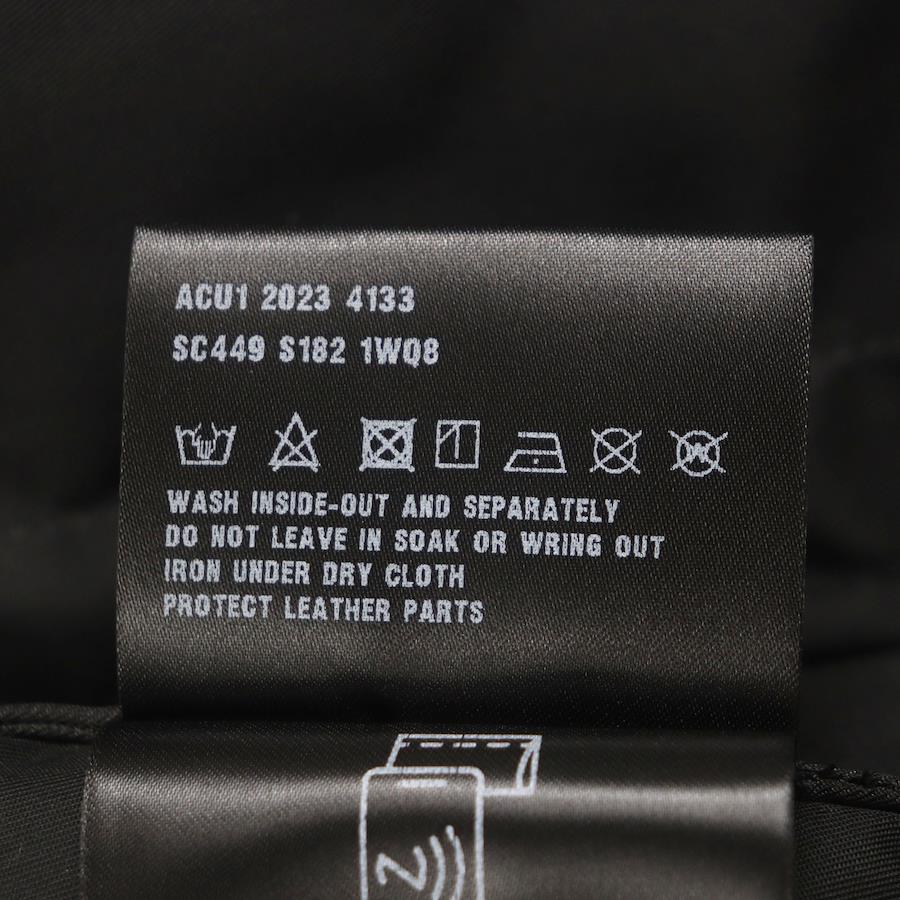 ACU1 2023 4133
SC449 S182 1WQ8
W
WASH INSIDE-OUT AND SEPARATELY
DO NOT LEAVE IN SOAK OR WRING OUT
IRON UNDER DRY CLOTH
PROTECT LEATHER PARTS